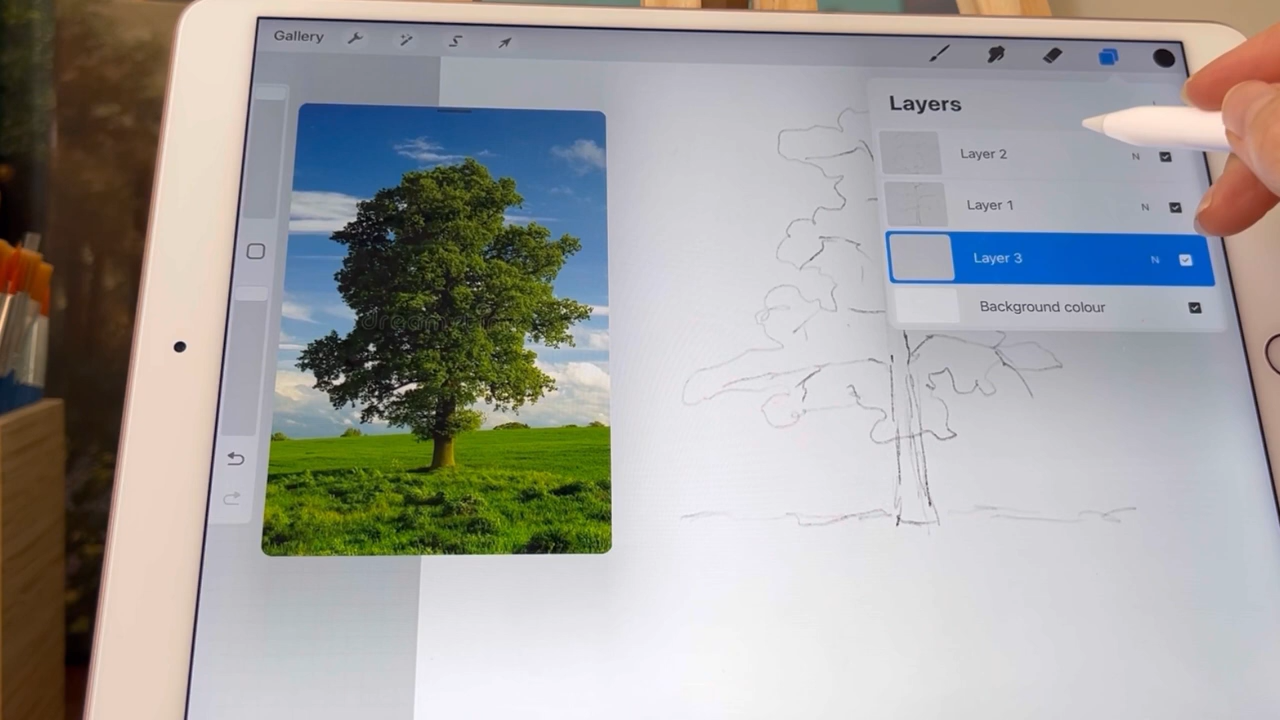 Gallery
Layers
Layer 2 N
Layer 1 N
Layer 3 N
Background colour